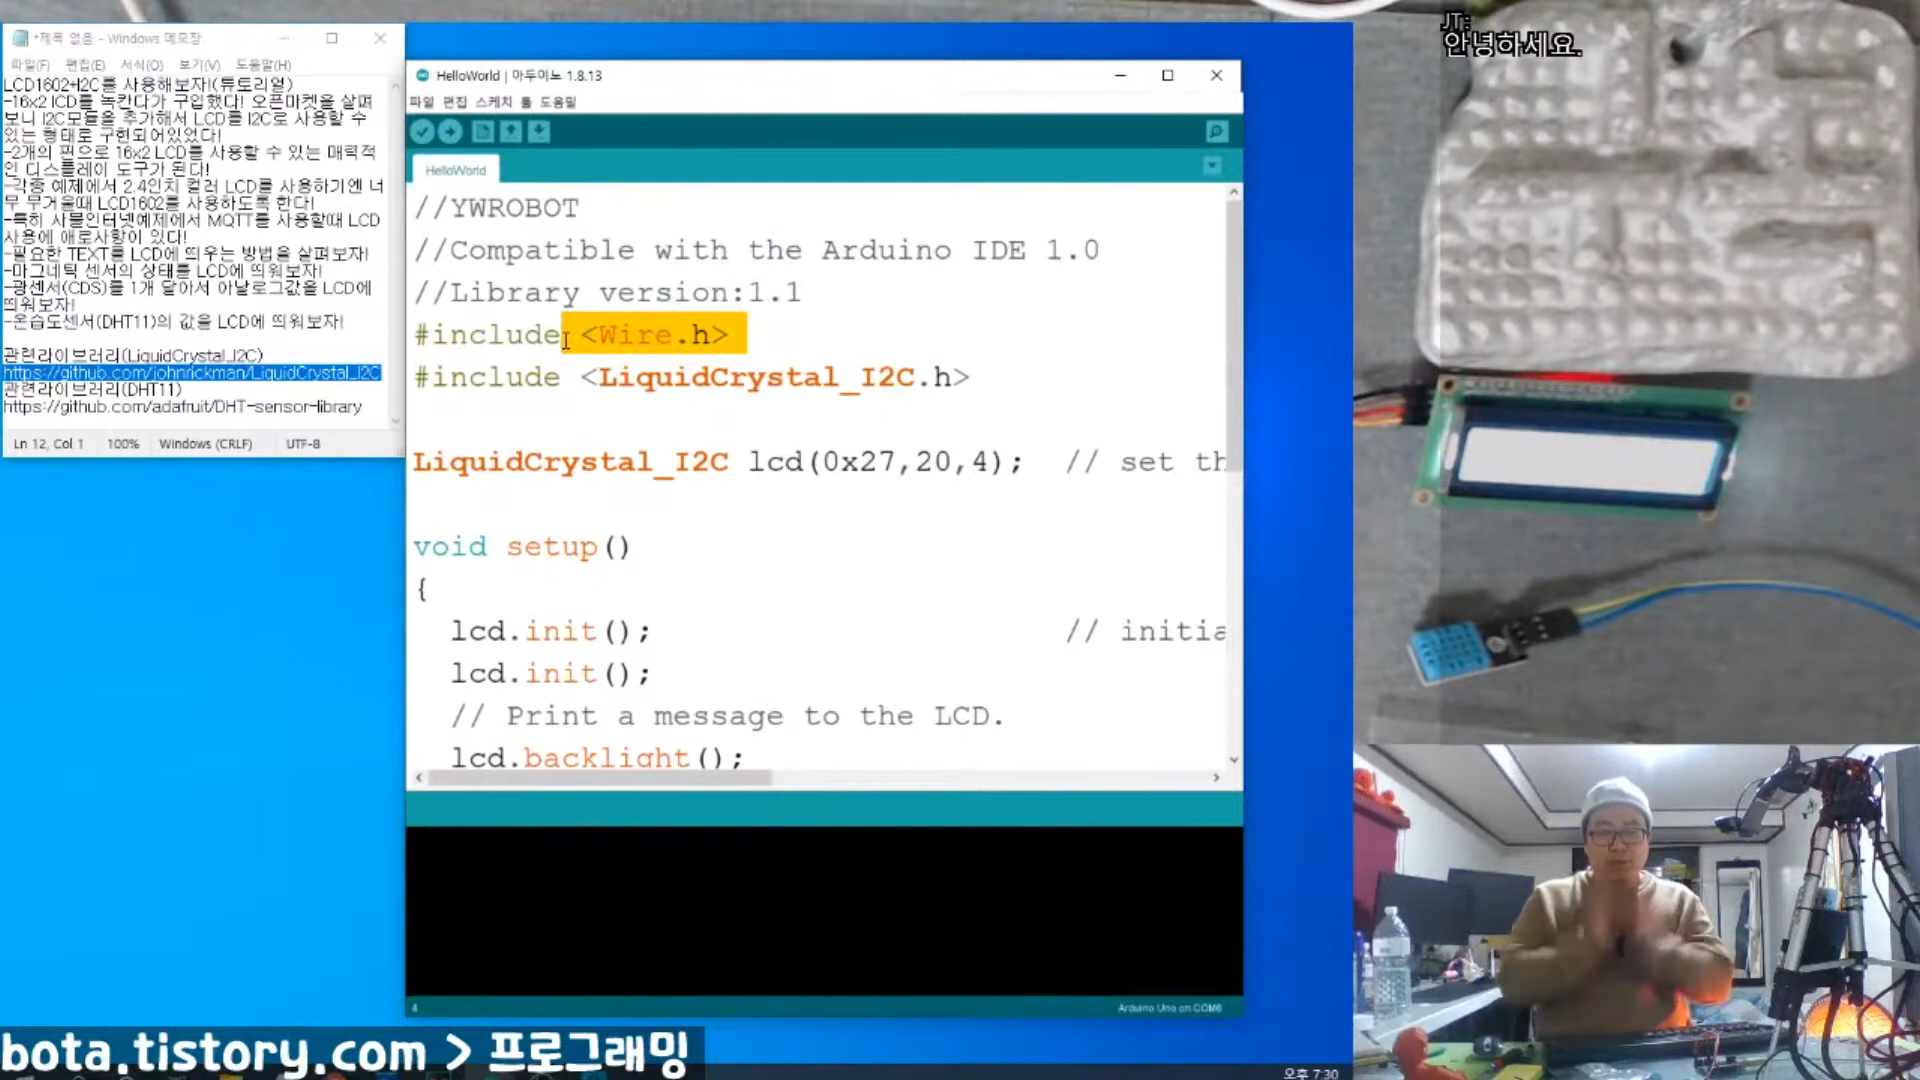 *제목 없음 - Windows 메모장
파일(F) 편집(E) 서식(O) 보기(V) 도움말(H)
LCD1602+I2C를 사용해보자!(튜토리얼)
-16x2 lCD를 녹칸다가 구입했다! 오픈마켓을 살펴
보니 I2C모듈을 추가해서 LCD를 I2C로 사용할 수
있는 형태로 구현되어있었다!
-2개의 핀으로 16x2 LCD를 사용할 수 있는 매력적
인 디스플레이 도구가 된다!
-각종 예제에서 2.4인치 컬러 LCD를 사용하기엔 너
무 무거울때 LCD1602를 사용하도록 한다!
-특히 사물인터넷예제에서 MQTT를 사용할때 LCD
사용에 애로사항이 있다!
-필요한 TEXT를 LCD에 띄우는 방법을 살펴보자!
-마그네틱 센서의 상태를 LCD에 띄워보자!
-광센서(CDS)를 1개 달아서 아날로그값을 LCD에
띄워보자!
-온습도센서(DHT11)의 값을 LCD에 띄워보자!
관련라이브러리(LiquidCrystal_I2C)
https://github.com/johnrickman/LiquidCrystal_I2C
관련라이브러리(DHT11)
https://github.com/adafruit/DHT-sensor-library
Ln 12, Col 1 100% Windows (CRLF) UTF-8
HelloWorld | 아두이노 1.8.13
파일 편집 스케치 툴 도움말
HelloWorld
//YWROBOT
//Compatible with the Arduino IDE 1.0
//Library version:1.1
#include <Wire.h>
#include <LiquidCrystal_I2C.h>
LiquidCrystal_I2C lcd(0x27,20,4); // set th
void setup()
{
lcd.init(); // initia
lcd.init();
// Print a message to the LCD.
lcd.backlight();
4
Arduino Uno on COM6
JT:
안녕하세요.
bota.tistory.com > 프로그래밍
오후 7:30